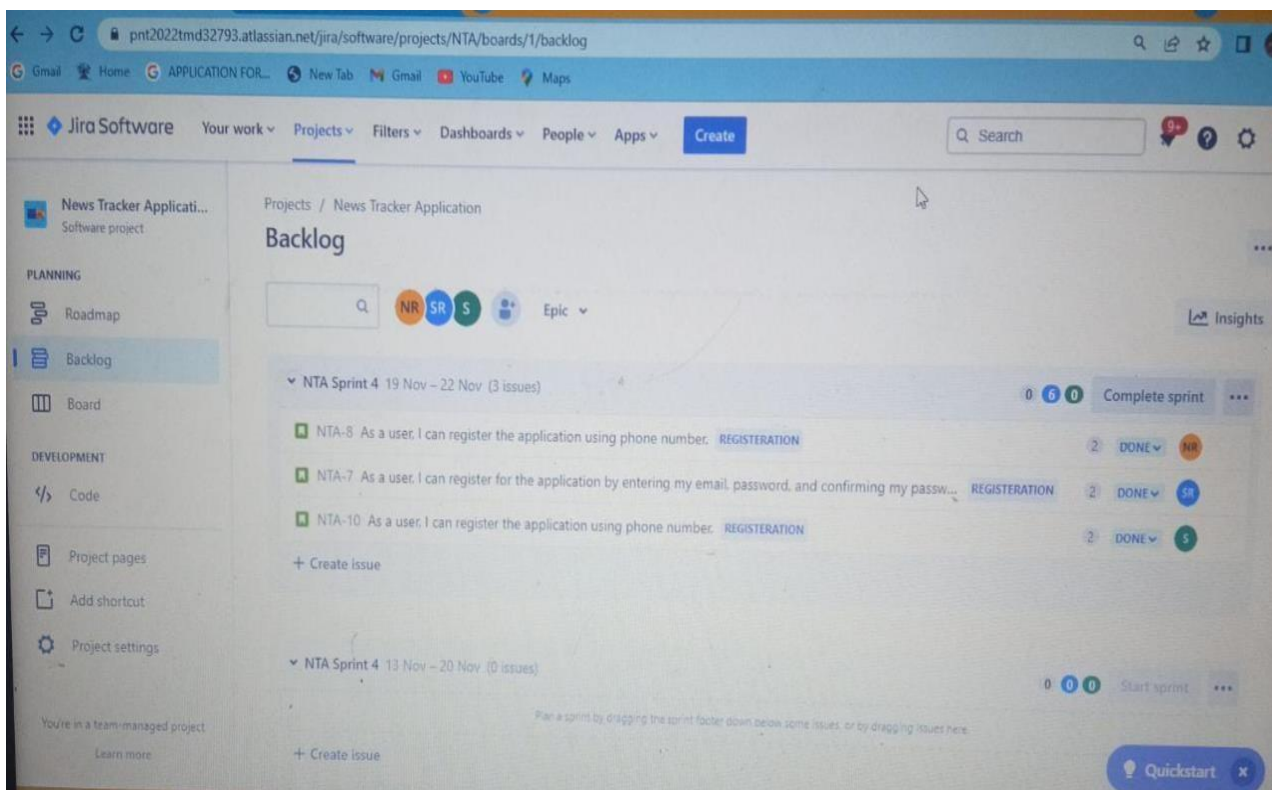 pnt2022tmd32793.atlassian.net/jira/software/projects/NTA/boards/1/backlog
Gmail Home APPLICATION FOR... New Tab Gmail YouTube Maps
Jira Software Your work Projects Filters Dashboards People Apps Create Search 9+
News Tracker Applicati...
Software project
Projects / News Tracker Application
Backlog
PLANNING
Roadmap
Backlog
Board
DEVELOPMENT
Code
Project pages
Add shortcut
Project settings
You're in a team-managed project
Learn more
NR SR S Epic
Insights
NTA Sprint 4 19 Nov – 22 Nov (3 issues) 0 6 0 Complete sprint
NTA-8 As a user, I can register the application using phone number. REGISTERATION 2 DONE NR
NTA-7 As a user, I can register for the application by entering my email, password, and confirming my passw... REGISTERATION 2 DONE SR
NTA-10 As a user, I can register the application using phone number. REGISTERATION 2 DONE S
+ Create issue
NTA Sprint 4 13 Nov – 20 Nov (0 issues) 0 0 0 Start sprint
Plan a sprint by dragging the sprint footer down below some issues, or by dragging issues here.
+ Create issue
Quickstart x